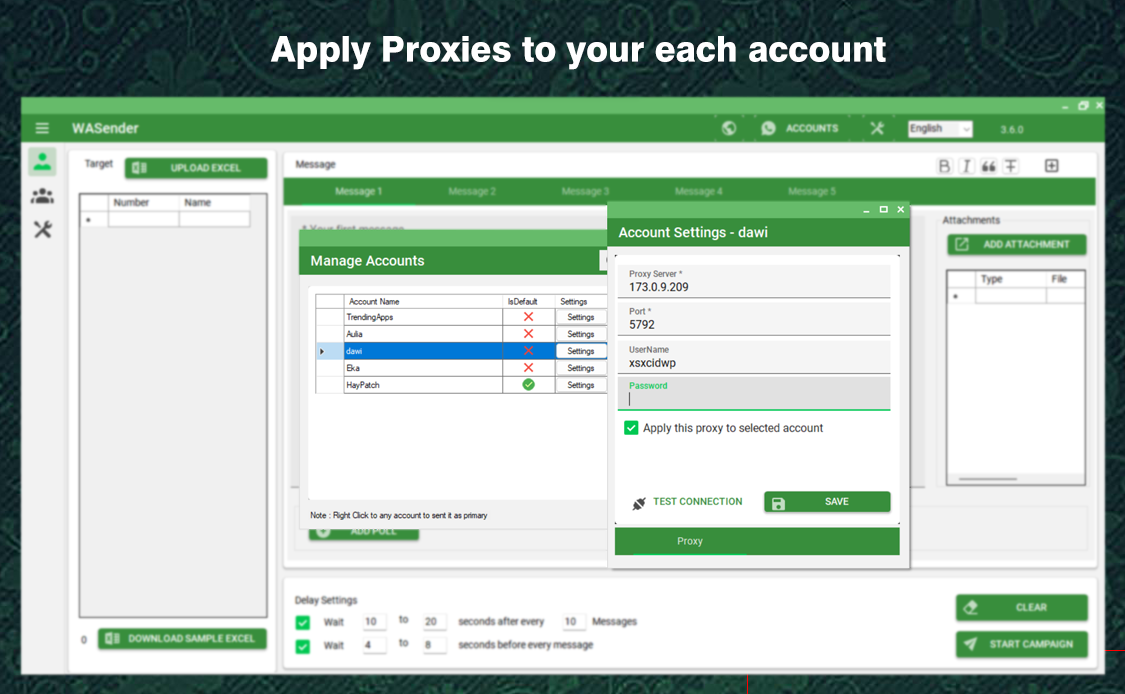 Apply Proxies to your each account
WASender
ACCOUNTS
English
3.6.0
Target
UPLOAD EXCEL
Number Name
Message
Message 1 Message 2 Message 3 Message 4 Message 5
* Your first message
Attachments
ADD ATTACHMENT
Type File
Manage Accounts
Account Name IsDefault Settings
TrendingApps Settings
Aulia Settings
dawi Settings
Eka Settings
HayPatch Settings
Note : Right Click to any account to sent it as primary
ADD POLL
Account Settings - dawi
Proxy Server *
173.0.9.209
Port *
5792
UserName
xsxcidwp
Password
Apply this proxy to selected account
TEST CONNECTION
SAVE
Proxy
Delay Settings
Wait 10 to 20 seconds after every 10 Messages
Wait 4 to 8 seconds before every message
CLEAR
START CAMPAIGN
0
DOWNLOAD SAMPLE EXCEL